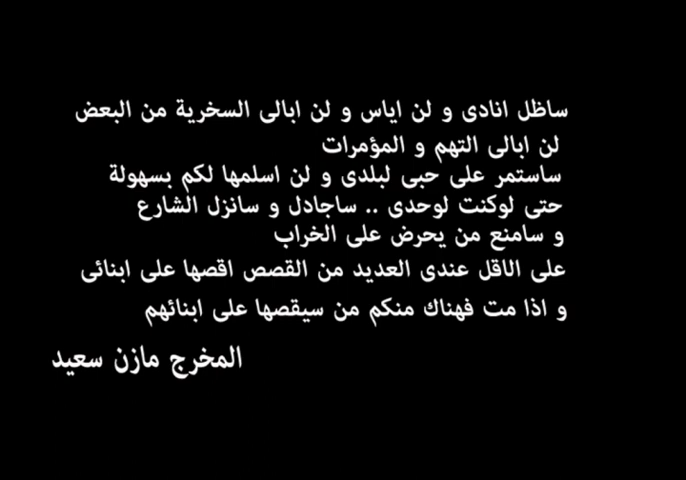 ساظل انادى و لن اياس و لن ابالى السخرية من البعض
لن ابالى التهم و المؤمرات
ساستمر على حبى لبلدى و لن اسلمها لكم بسهولة
حتى لوكنت لوحدى .. ساجادل و سانزل الشارع
و سامنع من يحرض على الخراب
على الاقل عندى العديد من القصص اقصها على ابنائى
و اذا مت فهناك منكم من سيقصها على ابنائهم
المخرج مازن سعيد